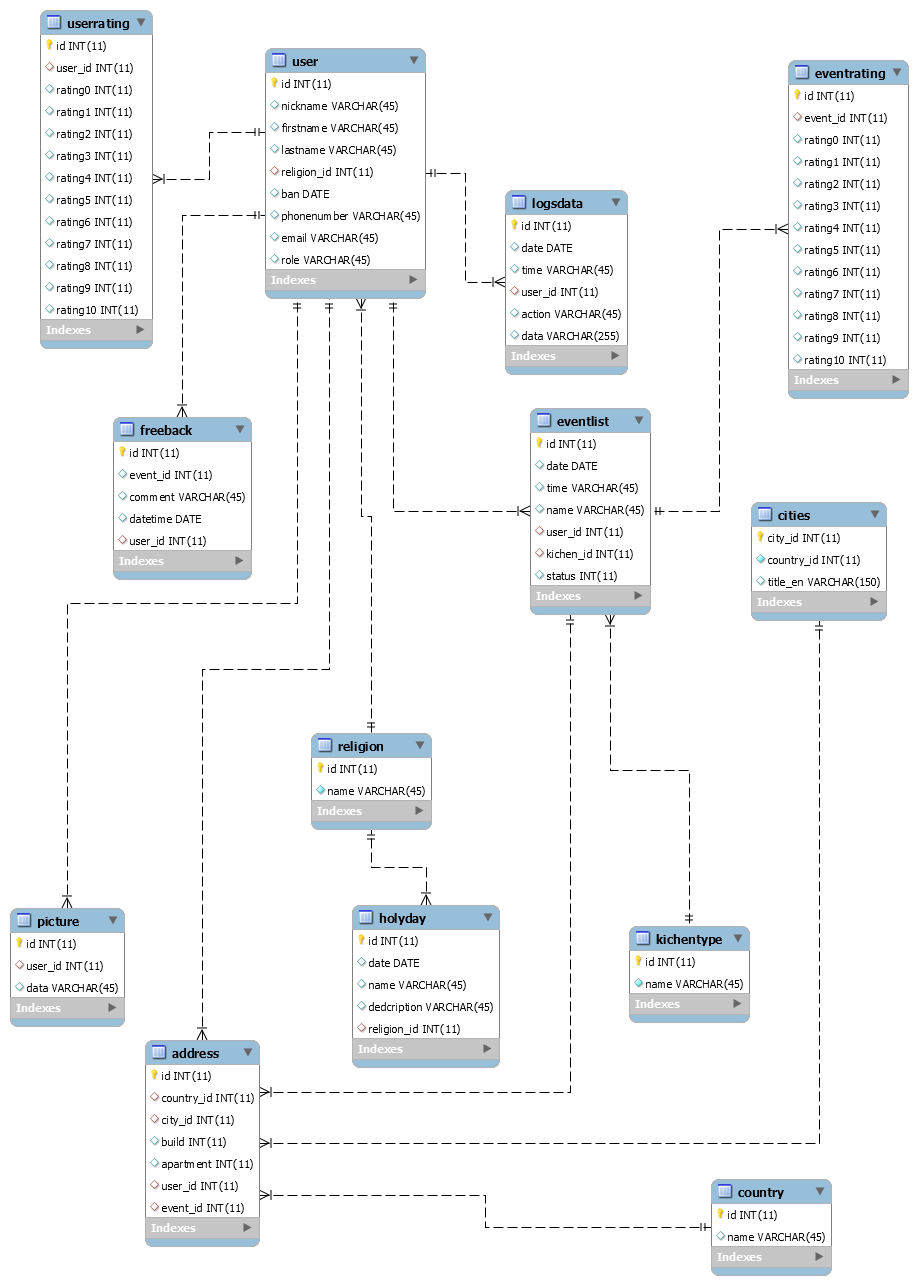 userrating
id INT(11)
user_id INT(11)
rating0 INT(11)
rating1 INT(11)
rating2 INT(11)
rating3 INT(11)
rating4 INT(11)
rating5 INT(11)
rating6 INT(11)
rating7 INT(11)
rating8 INT(11)
rating9 INT(11)
rating10 INT(11)
Indexes
user
id INT(11)
nickname VARCHAR(45)
firstname VARCHAR(45)
lastname VARCHAR(45)
religion_id INT(11)
ban DATE
phonenumber VARCHAR(45)
email VARCHAR(45)
role VARCHAR(45)
Indexes
eventrating
id INT(11)
event_id INT(11)
rating0 INT(11)
rating1 INT(11)
rating2 INT(11)
rating3 INT(11)
rating4 INT(11)
rating5 INT(11)
rating6 INT(11)
rating7 INT(11)
rating8 INT(11)
rating9 INT(11)
rating10 INT(11)
Indexes
logsdata
id INT(11)
date DATE
time VARCHAR(45)
user_id INT(11)
action VARCHAR(45)
data VARCHAR(255)
Indexes
freeback
id INT(11)
event_id INT(11)
comment VARCHAR(45)
datetime DATE
user_id INT(11)
Indexes
eventlist
id INT(11)
date DATE
time VARCHAR(45)
name VARCHAR(45)
user_id INT(11)
kichen_id INT(11)
status INT(11)
Indexes
cities
city_id INT(11)
country_id INT(11)
title_en VARCHAR(150)
Indexes
religion
id INT(11)
name VARCHAR(45)
Indexes
picture
id INT(11)
user_id INT(11)
data VARCHAR(45)
Indexes
holyday
id INT(11)
date DATE
name VARCHAR(45)
dedcription VARCHAR(45)
religion_id INT(11)
Indexes
kichentype
id INT(11)
name VARCHAR(45)
Indexes
address
id INT(11)
country_id INT(11)
city_id INT(11)
build INT(11)
apartment INT(11)
user_id INT(11)
event_id INT(11)
Indexes
country
id INT(11)
name VARCHAR(45)
Indexes